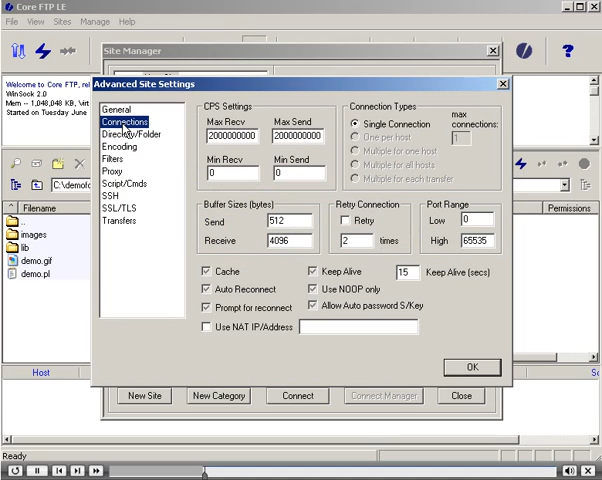 Core FTP LE
File View Sites Manage Help
Site Manager
Welcome to Core FTP, rel
WinSock 2.0
Mem -- 1,048,048 KB, Virt
Started on Tuesday June
Advanced Site Settings
General
Connections
Directory/Folder
Encoding
Filters
Proxy
Script/Cmds
SSH
SSL/TLS
Transfers
CPS Settings
Max Recv Max Send
2000000000 2000000000
Min Recv Min Send
0 0
Connection Types
Single Connection
One per host
Multiple for one host
Multiple for all hosts
Multiple for each transfer
max
connections:
1
Buffer Sizes (bytes)
Send 512
Receive 4096
Retry Connection
Retry
2 times
Port Range
Low 0
High 65535
Cache
Auto Reconnect
Prompt for reconnect
Use NAT IP/Address
Keep Alive 15 Keep Alive (secs)
Use NOOP only
Allow Auto password S/Key
OK
C:\demofo
Filename
..
images
lib
demo.gif
demo.pl
Permissions
Host
New Site New Category Connect Connect Manager Close
Ready